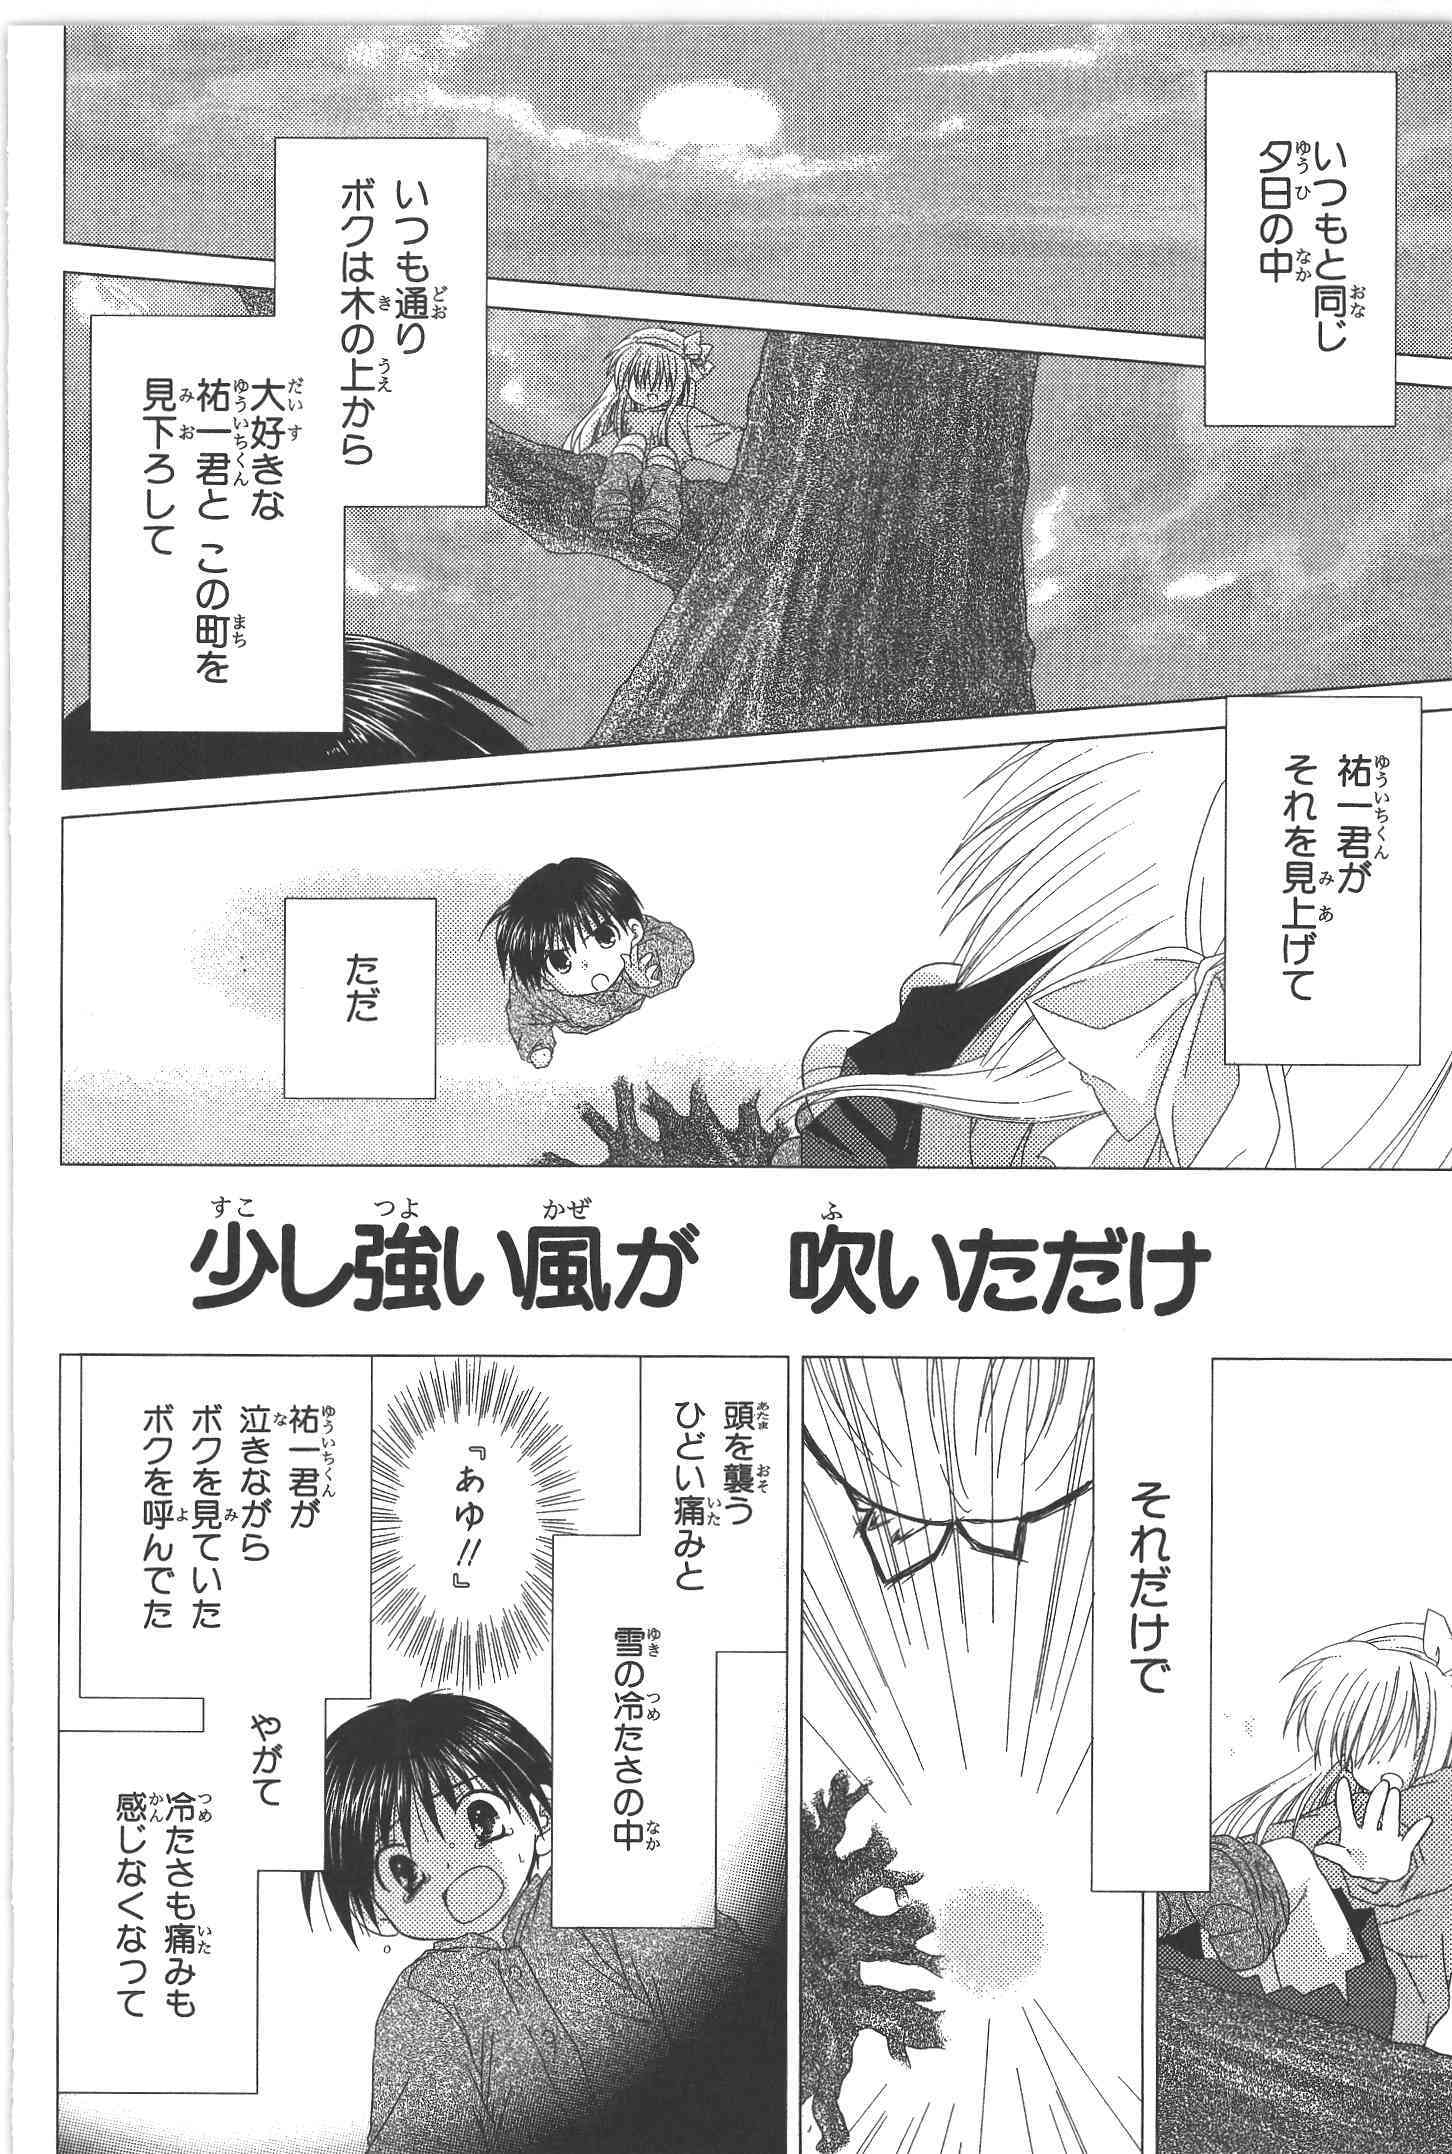 いつもと同じ
夕日の中
いつも通り
ボクは木の上から
大好きな
祐一君と この町を
見下ろして
祐一君が
それを見上げて
ただ
少し強い風が 吹いただけ
それだけで
頭を襲う
ひどい痛みと
雪の冷たさの中
『あゆ!!』
祐一君が
泣きながら
ボクを見ていた
ボクを呼んでた
やがて
冷たさも痛みも
感じなくなって